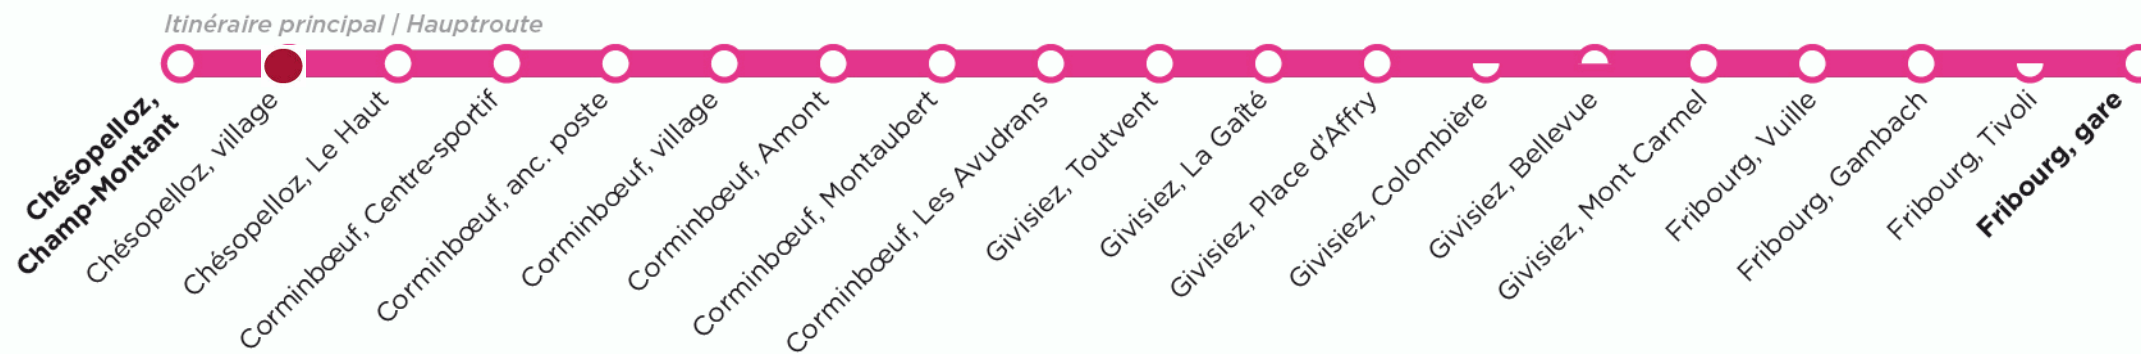 Itinéraire principal | Hauptroute
Chésopelloz,
Champ-Montant
Chésopelloz, village
Chésopelloz, Le Haut
Corminbœuf, Centre-sportif
Corminbœuf, anc. poste
Corminbœuf, village
Corminbœuf, Amont
Corminbœuf, Montaubert
Corminbœuf, Les Avudrans
Givisiez, Toutvent
Givisiez, La Gaîté
Givisiez, Place d'Affry
Givisiez, Colombière
Givisiez, Bellevue
Givisiez, Mont Carmel
Fribourg, Vuille
Fribourg, Gambach
Fribourg, Tivoli
Fribourg, gare